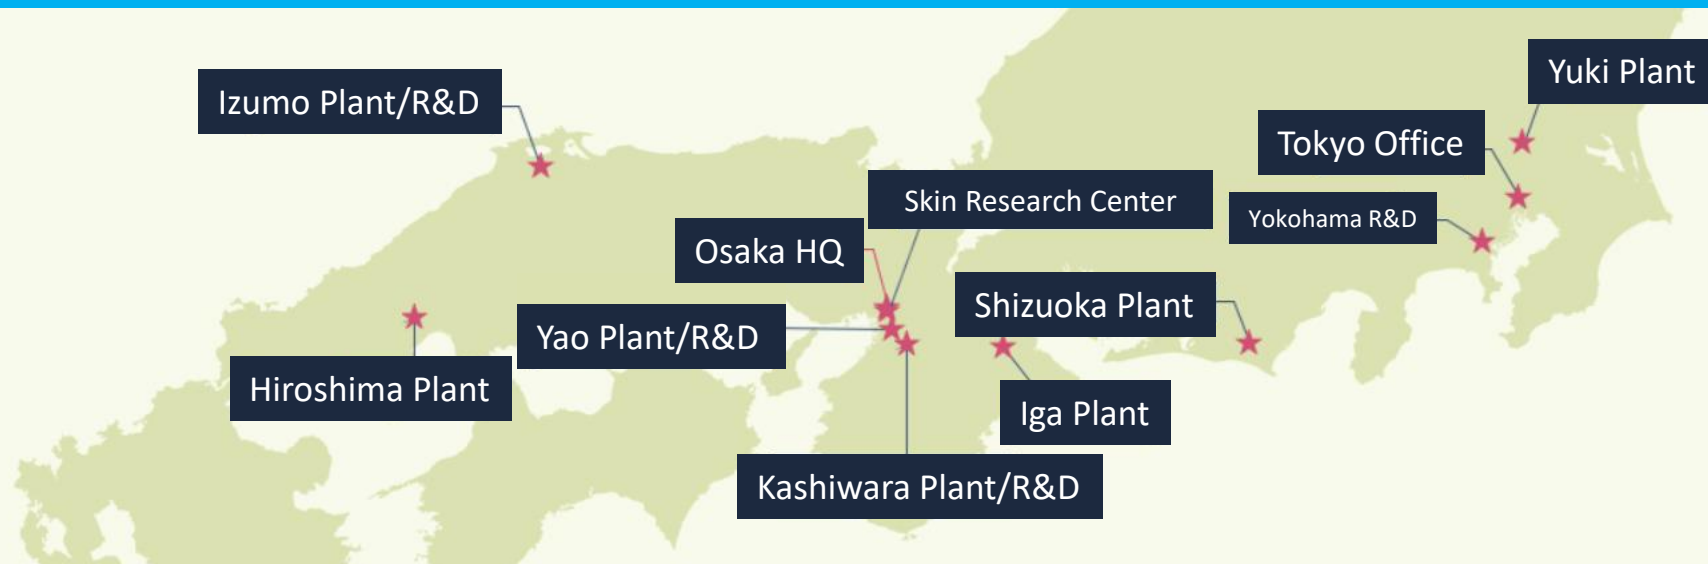 Yuki Plant
Izumo Plant/R&D
Tokyo Office
Skin Research Center
Yokohama R&D
Osaka HQ
Shizuoka Plant
Yao Plant/R&D
Hiroshima Plant
Iga Plant
Kashiwara Plant/R&D